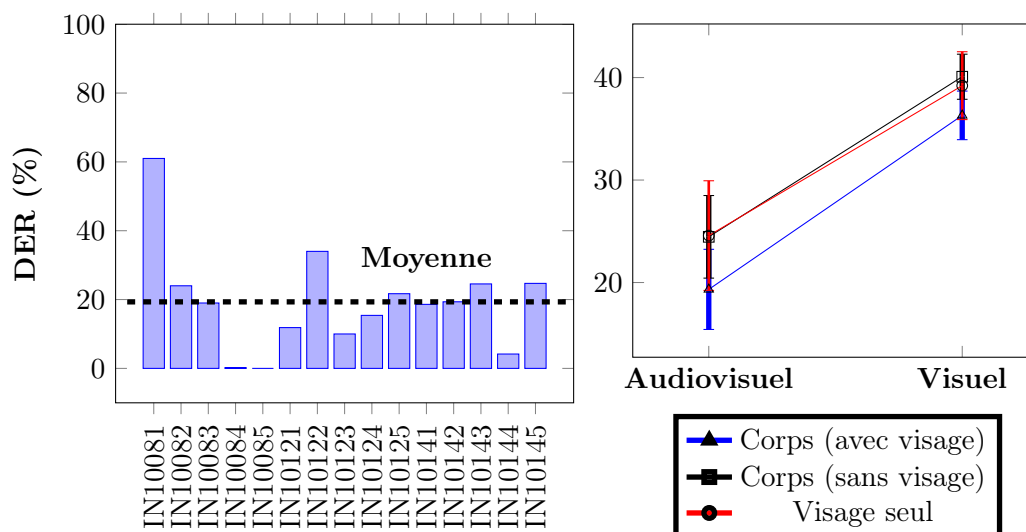 DER (%)
100
80
60
40
20
0
Moyenne
IN10081
IN10082
IN10083
IN10084
IN10085
IN10121
IN10122
IN10123
IN10124
IN10125
IN10141
IN10142
IN10143
IN10144
IN10145
40
30
20
Audiovisuel
Visuel
Corps (avec visage)
Corps (sans visage)
Visage seul